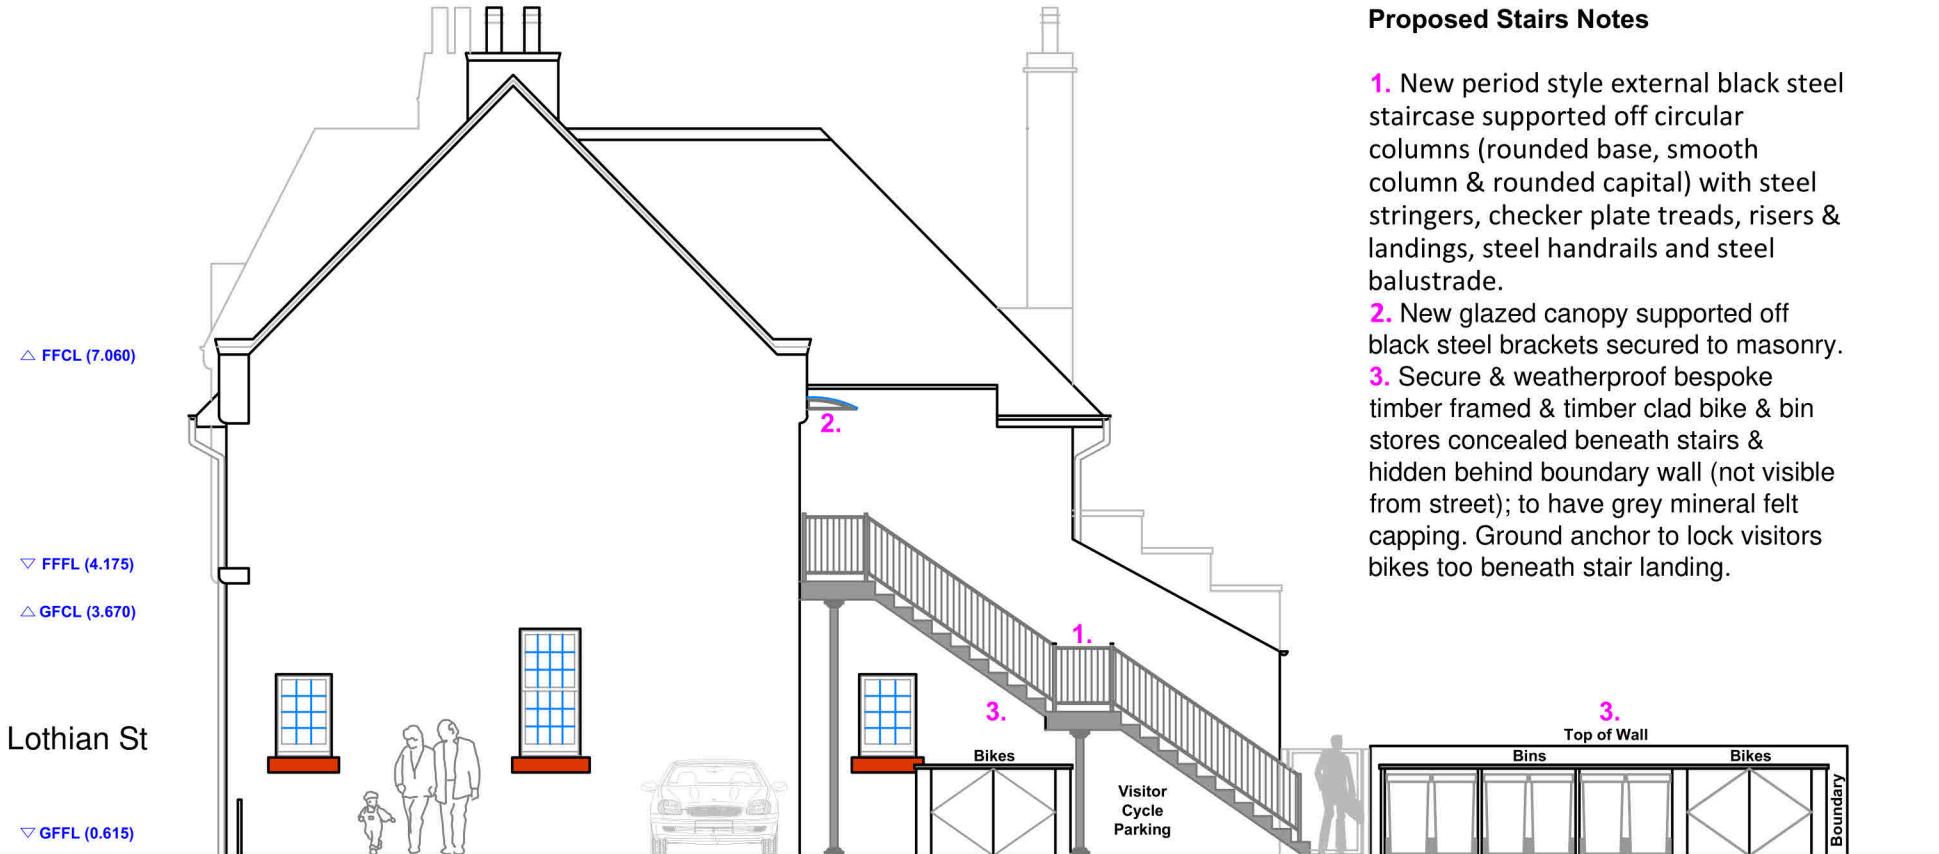 Proposed Stairs Notes
1. New period style external black steel
staircase supported off circular
columns (rounded base, smooth
column & rounded capital) with steel
stringers, checker plate treads, risers &
landings, steel handrails and steel
balustrade.
2. New glazed canopy supported off
black steel brackets secured to masonry.
3. Secure & weatherproof bespoke
timber framed & timber clad bike & bin
stores concealed beneath stairs &
hidden behind boundary wall (not visible
from street); to have grey mineral felt
capping. Ground anchor to lock visitors
bikes too beneath stair landing.
FFCL (7.060)
2.
FFFL (4.175)
GFCL (3.670)
1.
3.
3.
Lothian St
Top of Wall
Bikes
Bins
Bikes
Visitor
Cycle
Parking
Boundary
GFFL (0.615)